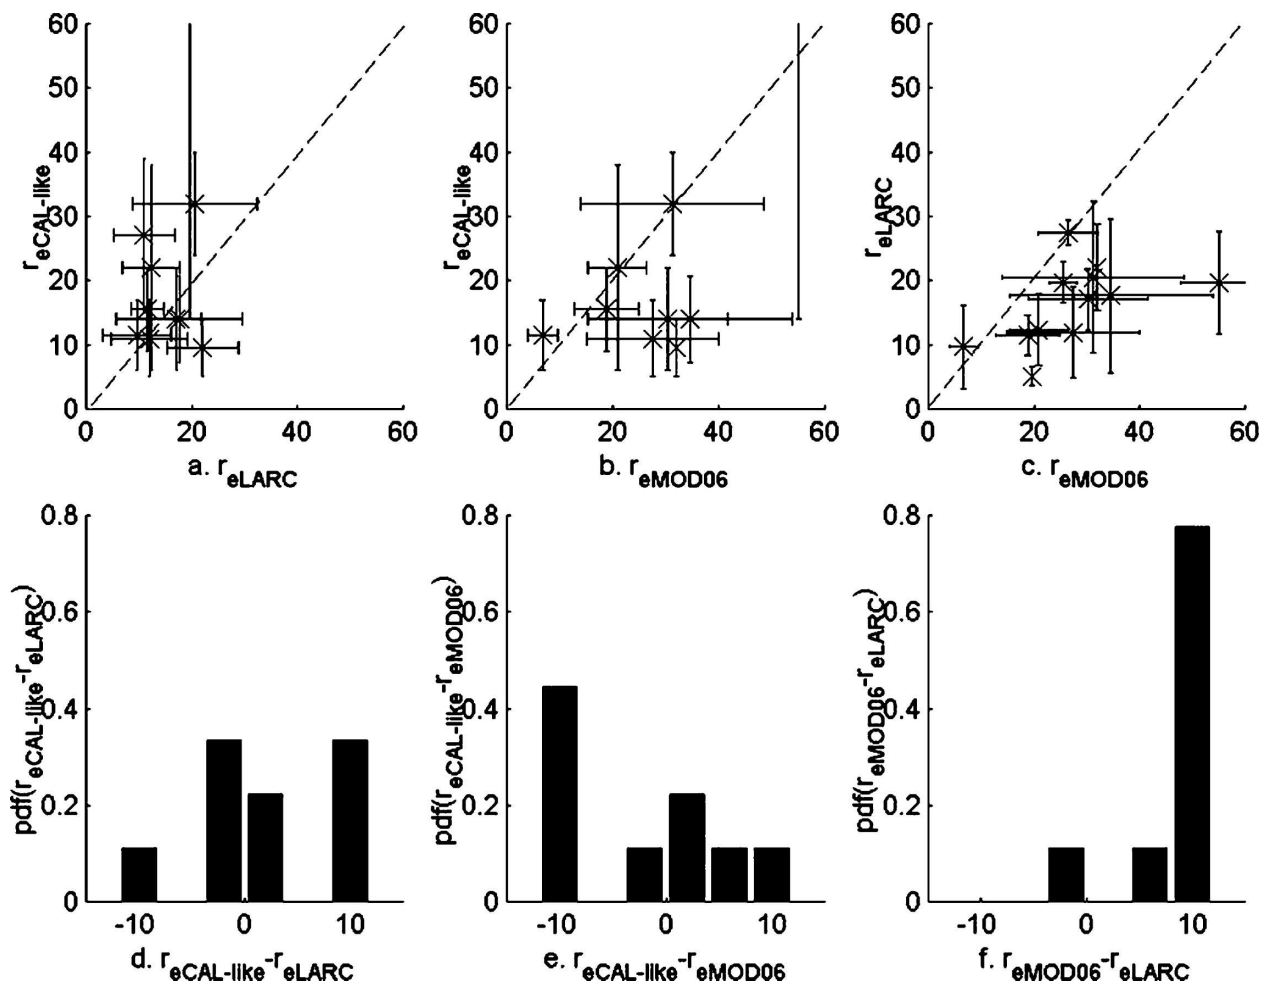 60
50
40
30
20
10
0
r eCAL-like
0 20 40 60
a. r eLARC
60
50
40
30
20
10
0
r eCAL-like
0 20 40 60
b. r eMOD06
60
50
40
30
20
10
0
r eLARC
0 20 40 60
c. r eMOD06
0.8
0.6
0.4
0.2
0
pdf(r eCAL-like-r eLARC)
-10 0 10
d. r eCAL-like-r eLARC
0.8
0.6
0.4
0.2
0
pdf(r eCAL-like-r eMOD06)
-10 0 10
e. r eCAL-like-r eMOD06
0.8
0.6
0.4
0.2
0
pdf(r eMOD06-r eLARC)
-10 0 10
f. r eMOD06-r eLARC